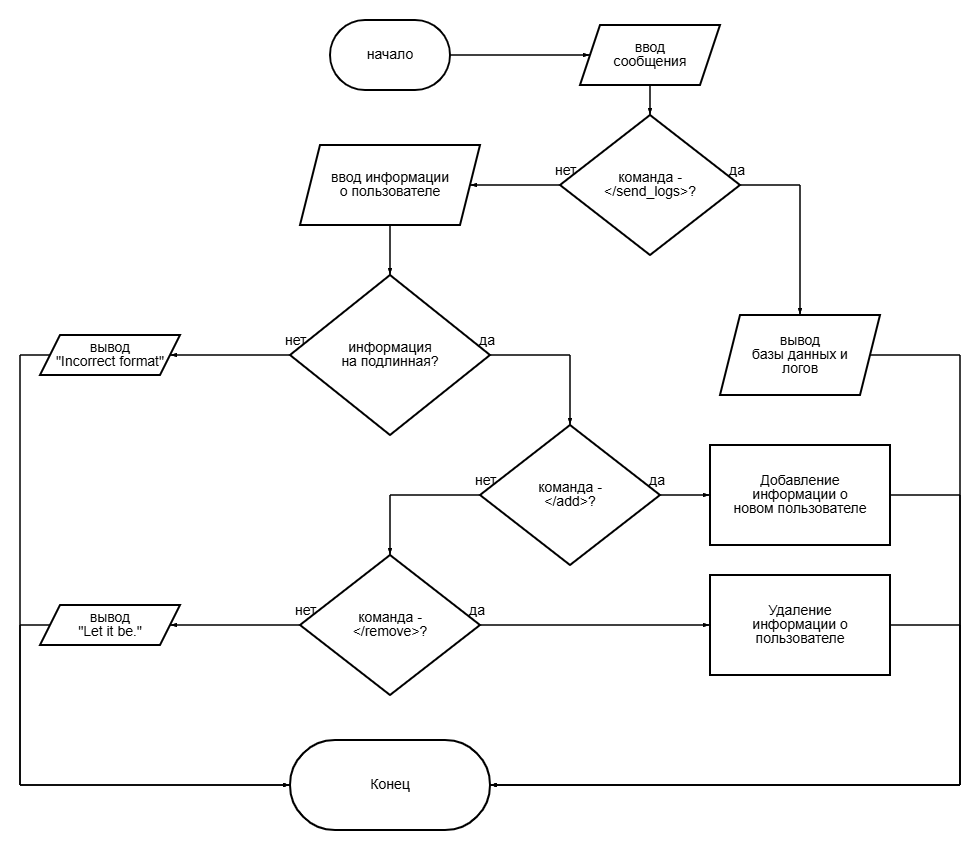 начало
ввод
сообщения
нет
команда -
</send_logs>?
да
ввод информации
о пользователе
нет
информация
на подлинная?
да
вывод
"Incorrect format"
вывод
базы данных и
логов
нет
команда -
</add>?
да
Добавление
информации о
новом пользователе
нет
команда -
</remove>?
да
вывод
"Let it be."
Удаление
информации о
пользователе
Конец